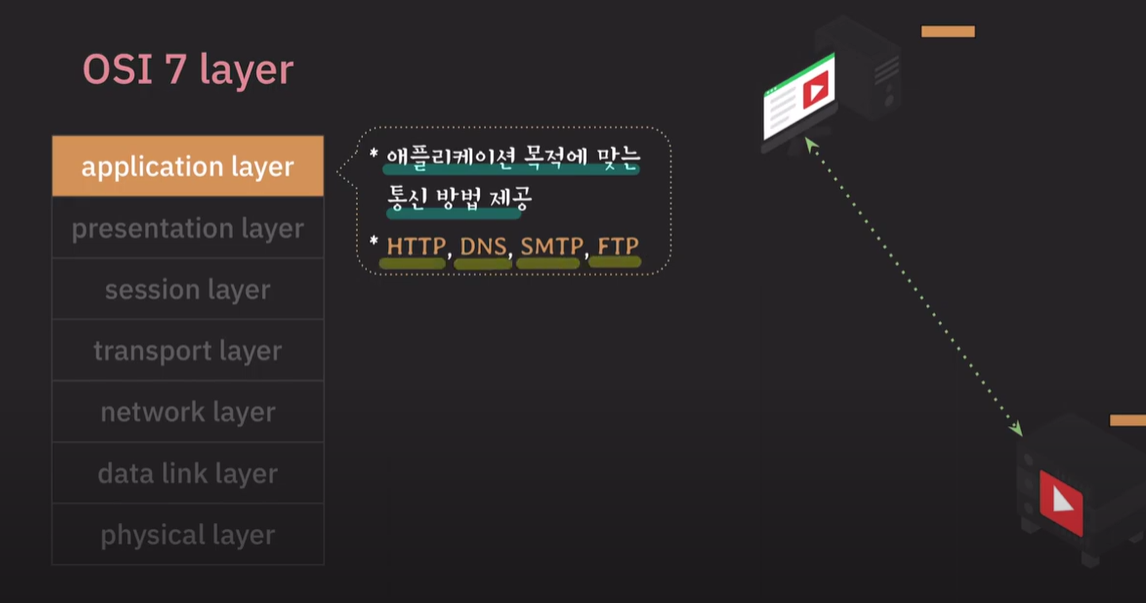 OSI 7 layer
application layer
presentation layer
session layer
transport layer
network layer
data link layer
physical layer
* 애플리케이션 목적에 맞는
통신 방법 제공
* HTTP, DNS, SMTP, FTP